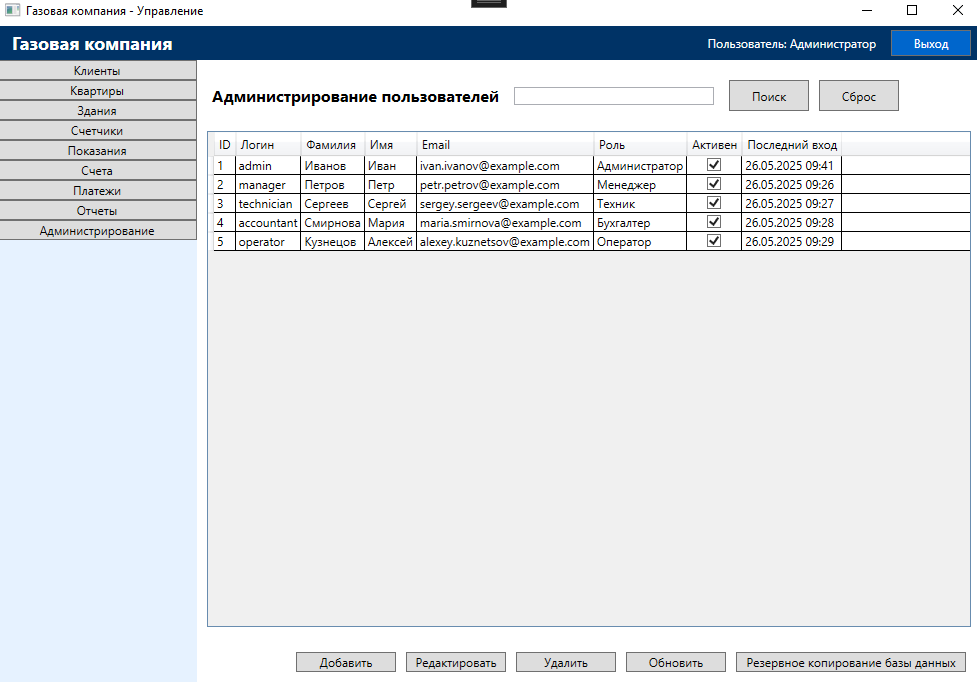 Газовая компания - Управление
Газовая компания
Пользователь: Администратор Выход
Клиенты
Квартиры
Здания
Счетчики
Показания
Счета
Платежи
Отчеты
Администрирование
Администрирование пользователей Поиск Сброс
ID Логин Фамилия Имя Email Роль Активен Последний вход
1 admin Иванов Иван ivan.ivanov@example.com Администратор 26.05.2025 09:41
2 manager Петров Петр petr.petrov@example.com Менеджер 26.05.2025 09:26
3 technician Сергеев Сергей sergey.sergeev@example.com Техник 26.05.2025 09:27
4 accountant Смирнова Мария maria.smirnova@example.com Бухгалтер 26.05.2025 09:28
5 operator Кузнецов Алексей alexey.kuznetsov@example.com Оператор 26.05.2025 09:29
Добавить Редактировать Удалить Обновить Резервное копирование базы данных